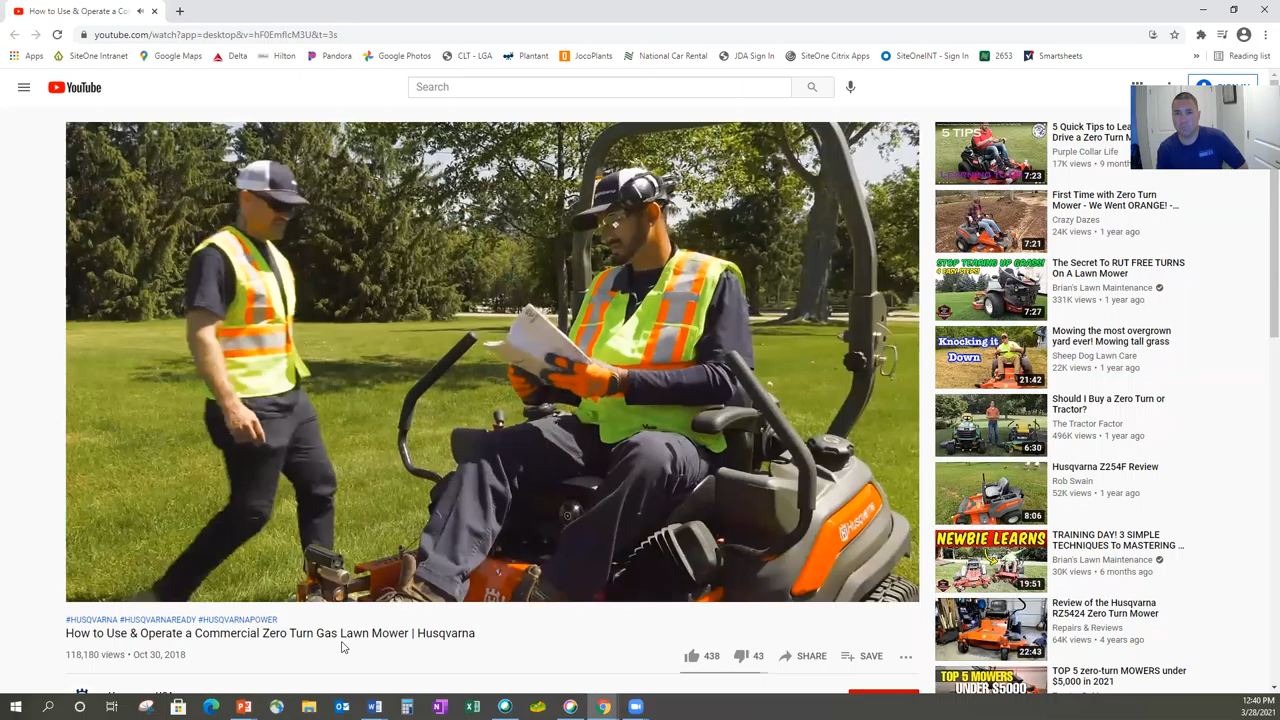 How to Use & Operate a Co
youtube.com/watch?app=desktop&v=hF0EmflcM3U&t=3s
Apps
SiteOne Intranet
Google Maps
Delta
Hilton
Pandora
Google Photos
CLT - LGA
Plantant
JocoPlants
National Car Rental
JDA Sign In
SiteOne Citrix Apps
SiteOneINT - Sign In
2653
Smartsheets
»
Reading list
YouTube
Search
5 TIPS
7:23
5 Quick Tips to Lea
Drive a Zero Turn M
Purple Collar Life
17K views • 9 month
7:21
First Time with Zero Turn
Mower - We Went ORANGE! -...
Crazy Dazes
24K views • 1 year ago
STOP TEARING UP GRASS!
4 EASY STEPS!
7:27
The Secret To RUT FREE TURNS
On A Lawn Mower
Brian's Lawn Maintenance
331K views • 1 year ago
Knocking it
Down
21:42
Mowing the most overgrown
yard ever! Mowing tall grass
Sheep Dog Lawn Care
22K views • 1 year ago
6:30
Should I Buy a Zero Turn or
Tractor?
The Tractor Factor
496K views • 1 year ago
8:06
Husqvarna Z254F Review
Rob Swain
52K views • 1 year ago
NEWBIE LEARNS
19:51
TRAINING DAY! 3 SIMPLE
TECHNIQUES To MASTERING ...
Brian's Lawn Maintenance
30K views • 6 months ago
22:43
Review of the Husqvarna
RZ5424 Zero Turn Mower
Repairs & Reviews
64K views • 4 years ago
TOP 5 MOWERS
UNDER $5000
TOP 5 zero-turn MOWERS under
$5,000 in 2021
Husqvarna
#HUSQVARNA #HUSQVARNAREADY #HUSQVARNAPOWER
How to Use & Operate a Commercial Zero Turn Gas Lawn Mower | Husqvarna
118,180 views • Oct 30, 2018
438
43
SHARE
SAVE
12:40 PM
3/28/2021